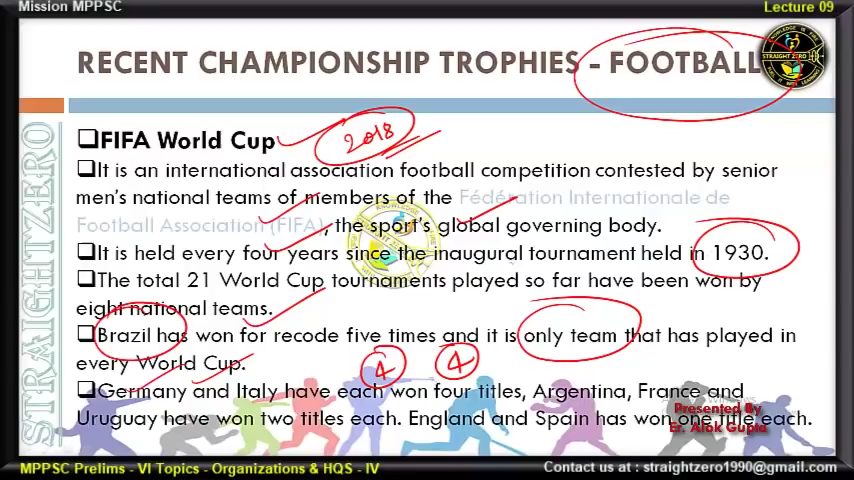 Mission MPPSC
Lecture 09
RECENT CHAMPIONSHIP TROPHIES - FOOTBALL
STRAIGHT ZERO
❑FIFA World Cup
2018
❑It is an international association football competition contested by senior
men's national teams of members of the Fédération Internationale de
Football Association (FIFA), the sport's global governing body.
❑It is held every four years since the inaugural tournament held in 1930.
❑The total 21 World Cup tournaments played so far have been won by
eight national teams.
❑Brazil has won for recode five times and it is only team that has played in
every World Cup.
4 4
❑Germany and Italy have each won four titles, Argentina, France and
Uruguay have won two titles each. England and Spain has won one title each.
STRAIGHTZERO
Presented By
Er. Alok Gupta
MPPSC Prelims - VI Topics - Organizations & HQS - IV
Contact us at : straightzero1990@gmail.com